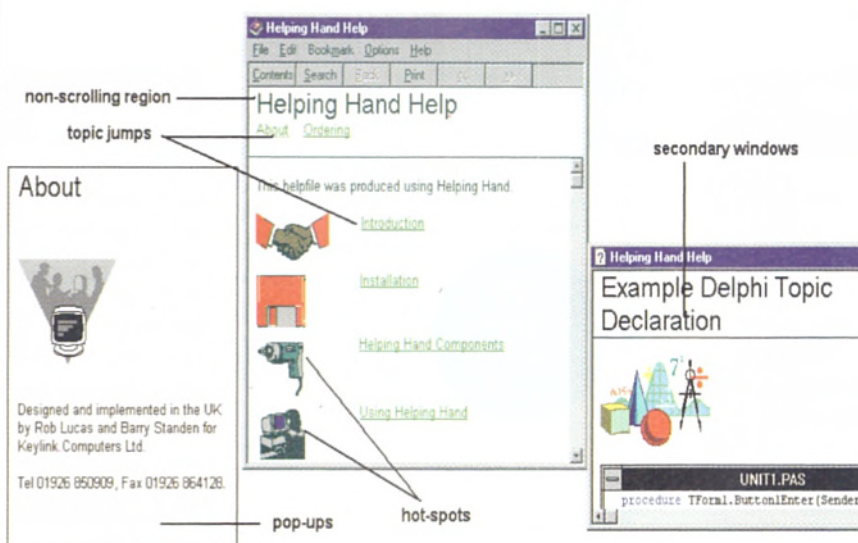 Helping Hand Help
File Edit Bookmark Options Help
Contents Search Back Print << >>
non-scrolling region
Helping Hand Help
About Ordering
topic jumps
This helpfile was produced using Helping Hand.
Introduction
Installation
Helping Hand Components
Using Helping Hand
About
Designed and implemented in the UK
by Rob Lucas and Barry Standen for
Keylink Computers Ltd.
Tel 01926 850909, Fax 01926 864128.
pop-ups
hot-spots
secondary windows
Helping Hand Help
Example Delphi Topic
Declaration
UNIT1.PAS
procedure TForm1.Button1Enter(Sender